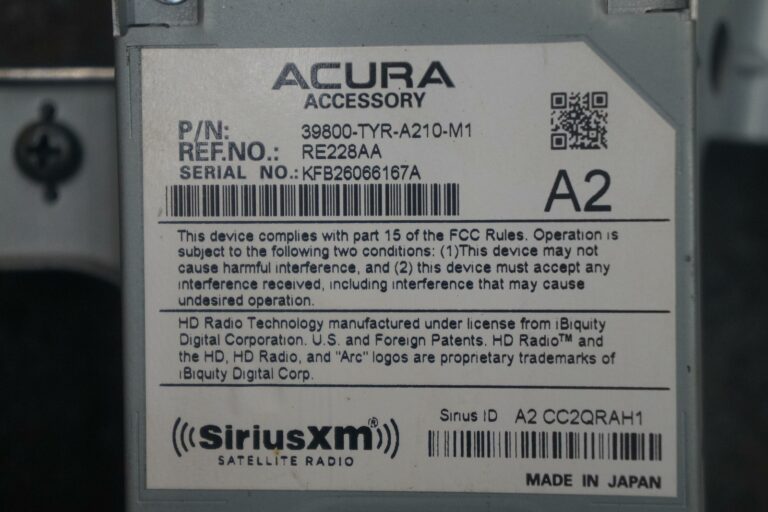 ACURA
ACCESSORY
P/N: 39800-TYR-A210-M1
REF.NO.: RE228AA
SERIAL NO.: KFB26066167A
A2
This device complies with part 15 of the FCC Rules. Operation is
subject to the following two conditions: (1)This device may not
cause harmful interference, and (2) this device must accept any
interference received, including interference that may cause
undesired operation.
HD Radio Technology manufactured under license from iBiquity
Digital Corporation. U.S. and Foreign Patents. HD Radio™ and
the HD, HD Radio, and "Arc" logos are proprietary trademarks of
iBiquity Digital Corp.
SiriusXm®
SATELLITE RADIO
Sirius ID A2 CC2QRAH1
MADE IN JAPAN